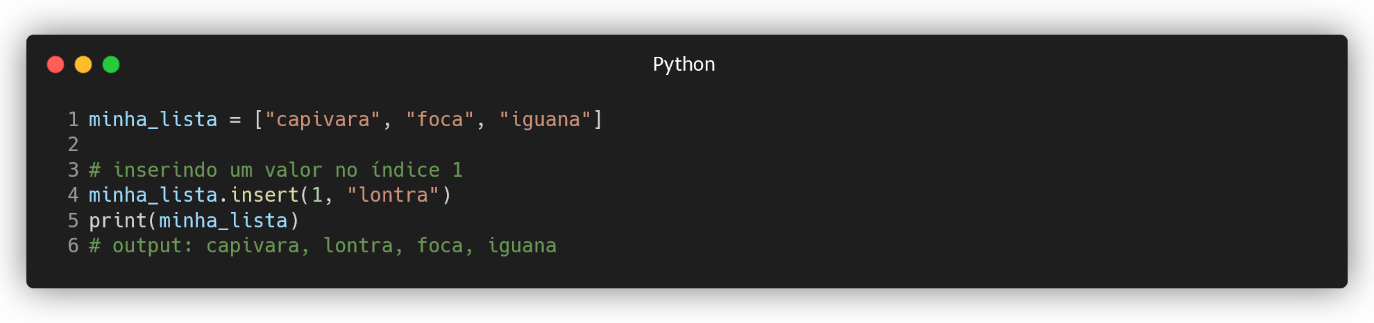 Python
1 minha_lista = ["capivara", "foca", "iguana"]
2
3 # inserindo um valor no índice 1
4 minha_lista.insert(1, "lontra")
5 print(minha_lista)
6 # output: capivara, lontra, foca, iguana